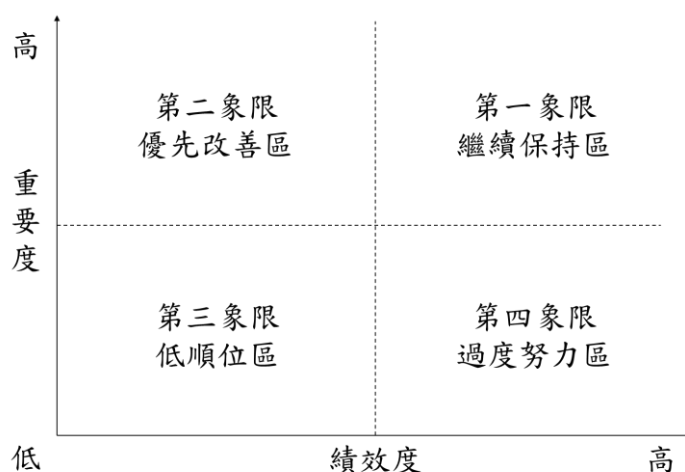 高
第二象限
優先改善區
第一象限
繼續保持區
重要度
第三象限
低順位區
第四象限
過度努力區
低
績效度
高